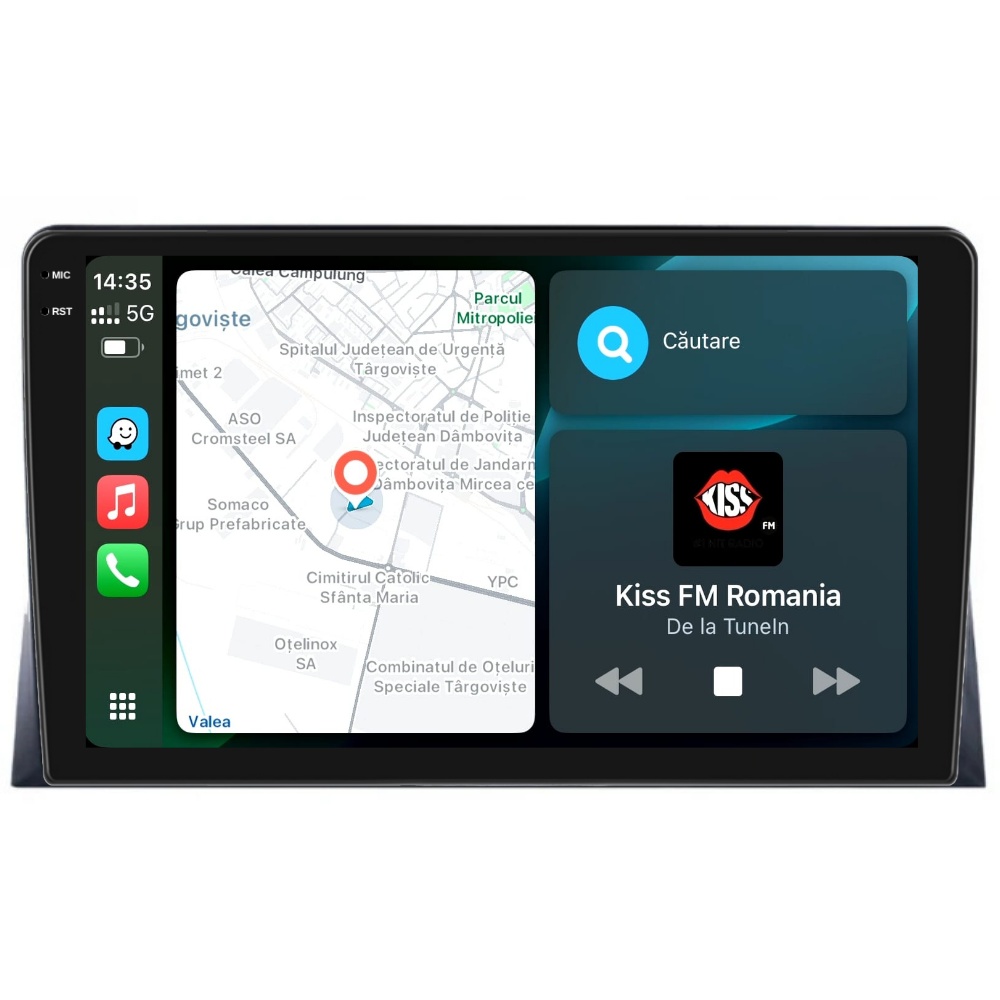 MIC
RST
14:35
5G
Calea Câmpulung
goviște
Parcul
Mitropoliei
Spitalul Județean de Urgență
Târgoviște
imet 2
ASO
Cromsteel SA
Inspectoratul de Poliție
Județean Dâmbovița
ectoratul de Jandarm
Dâmbovița Mircea ce
Somaco
Grup Prefabricate
Cimitirul Catolic
Sfânta Maria
YPC
Oțelinox
SA
Combinatul de Oțeluri
Speciale Târgoviște
Valea
Căutare
KISS
FM
Kiss FM Romania
De la TuneIn